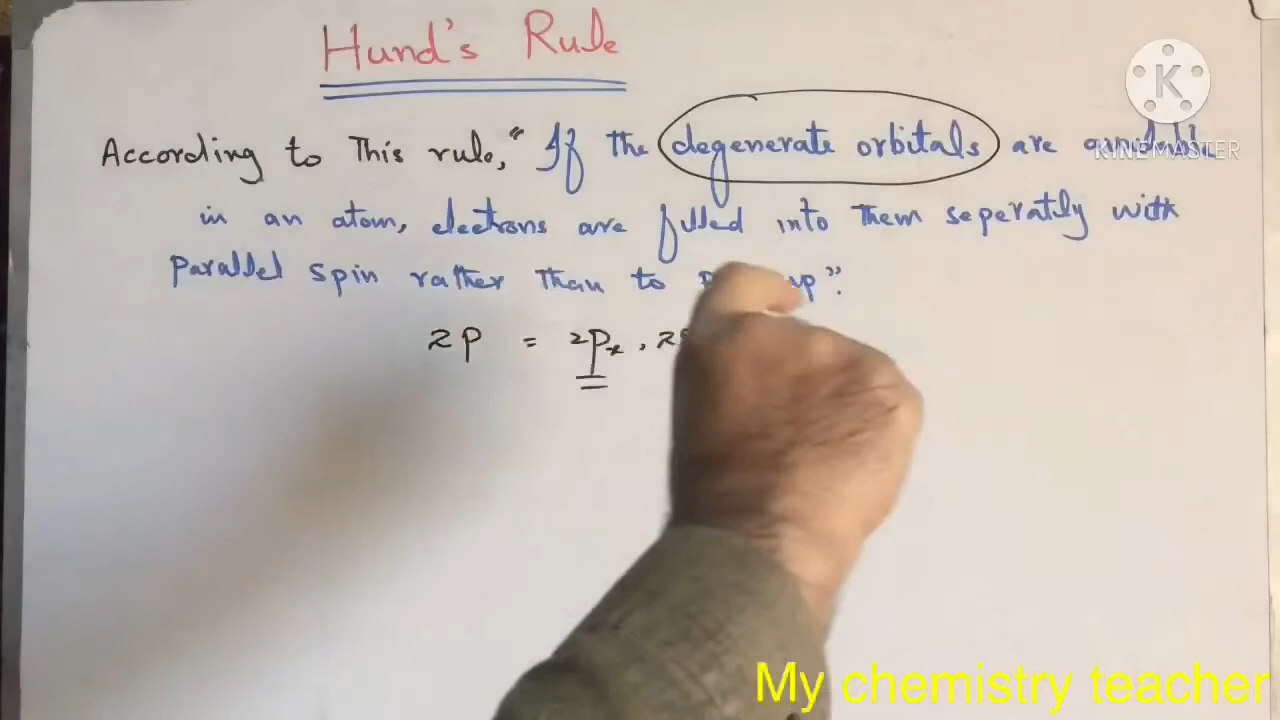 Hund's Rule
K
According to This rule, "If the degenerate orbitals are
KINEMASTER
in an atom, electrons are filled into Them seperatly with
parallel spin rather Than to up".
2P = 2Px,
My chemistry teacher